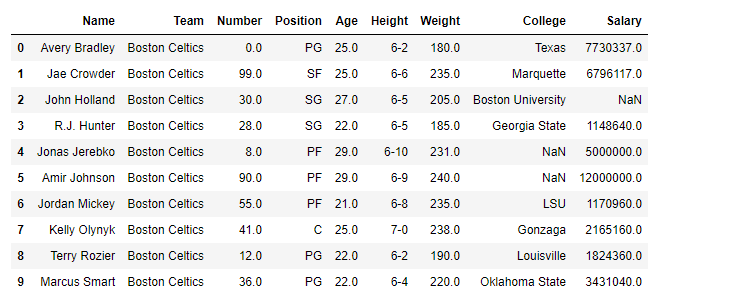 Name Team Number Position Age Height Weight College Salary
0 Avery Bradley Boston Celtics 0.0 PG 25.0 6-2 180.0 Texas 7730337.0
1 Jae Crowder Boston Celtics 99.0 SF 25.0 6-6 235.0 Marquette 6796117.0
2 John Holland Boston Celtics 30.0 SG 27.0 6-5 205.0 Boston University NaN
3 R.J. Hunter Boston Celtics 28.0 SG 22.0 6-5 185.0 Georgia State 1148640.0
4 Jonas Jerebko Boston Celtics 8.0 PF 29.0 6-10 231.0 NaN 5000000.0
5 Amir Johnson Boston Celtics 90.0 PF 29.0 6-9 240.0 NaN 12000000.0
6 Jordan Mickey Boston Celtics 55.0 PF 21.0 6-8 235.0 LSU 1170960.0
7 Kelly Olynyk Boston Celtics 41.0 C 25.0 7-0 238.0 Gonzaga 2165160.0
8 Terry Rozier Boston Celtics 12.0 PG 22.0 6-2 190.0 Louisville 1824360.0
9 Marcus Smart Boston Celtics 36.0 PG 22.0 6-4 220.0 Oklahoma State 3431040.0